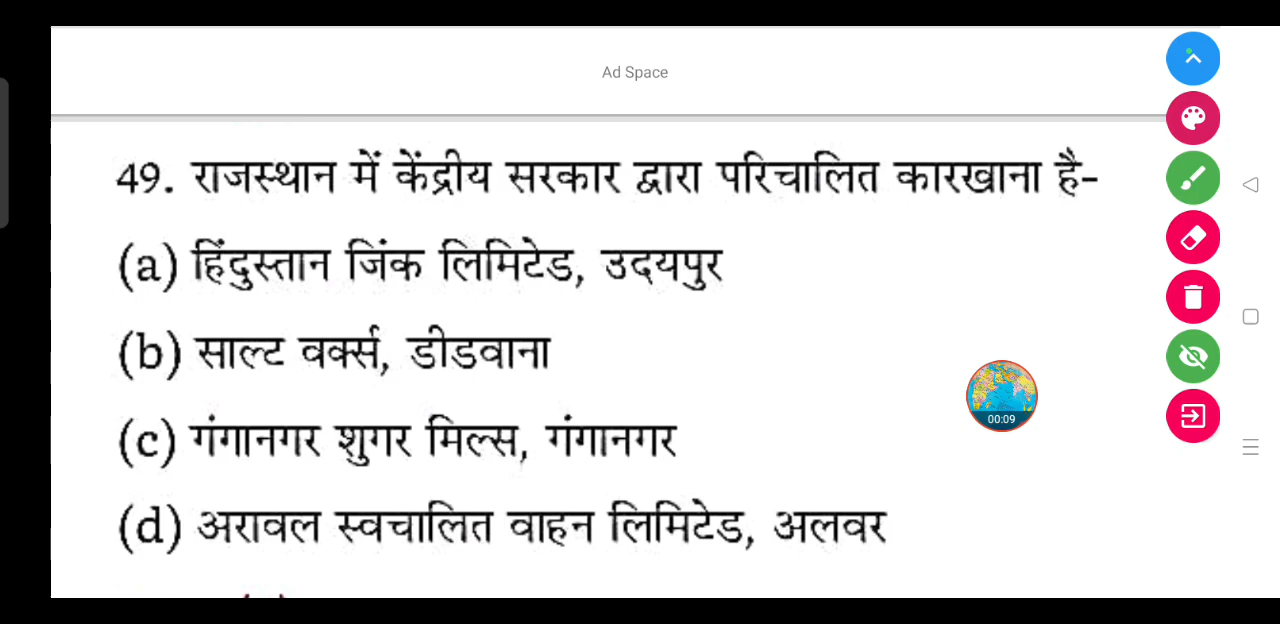 Ad Space
49. राजस्थान में केंद्रीय सरकार द्वारा परिचालित कारखाना है-
(a) हिंदुस्तान जिंक लिमिटेड, उदयपुर
(b) साल्ट वर्क्स, डीडवाना
(c) गंगानगर शुगर मिल्स, गंगानगर
(d) अरावल स्वचालित वाहन लिमिटेड, अलवर
00:09